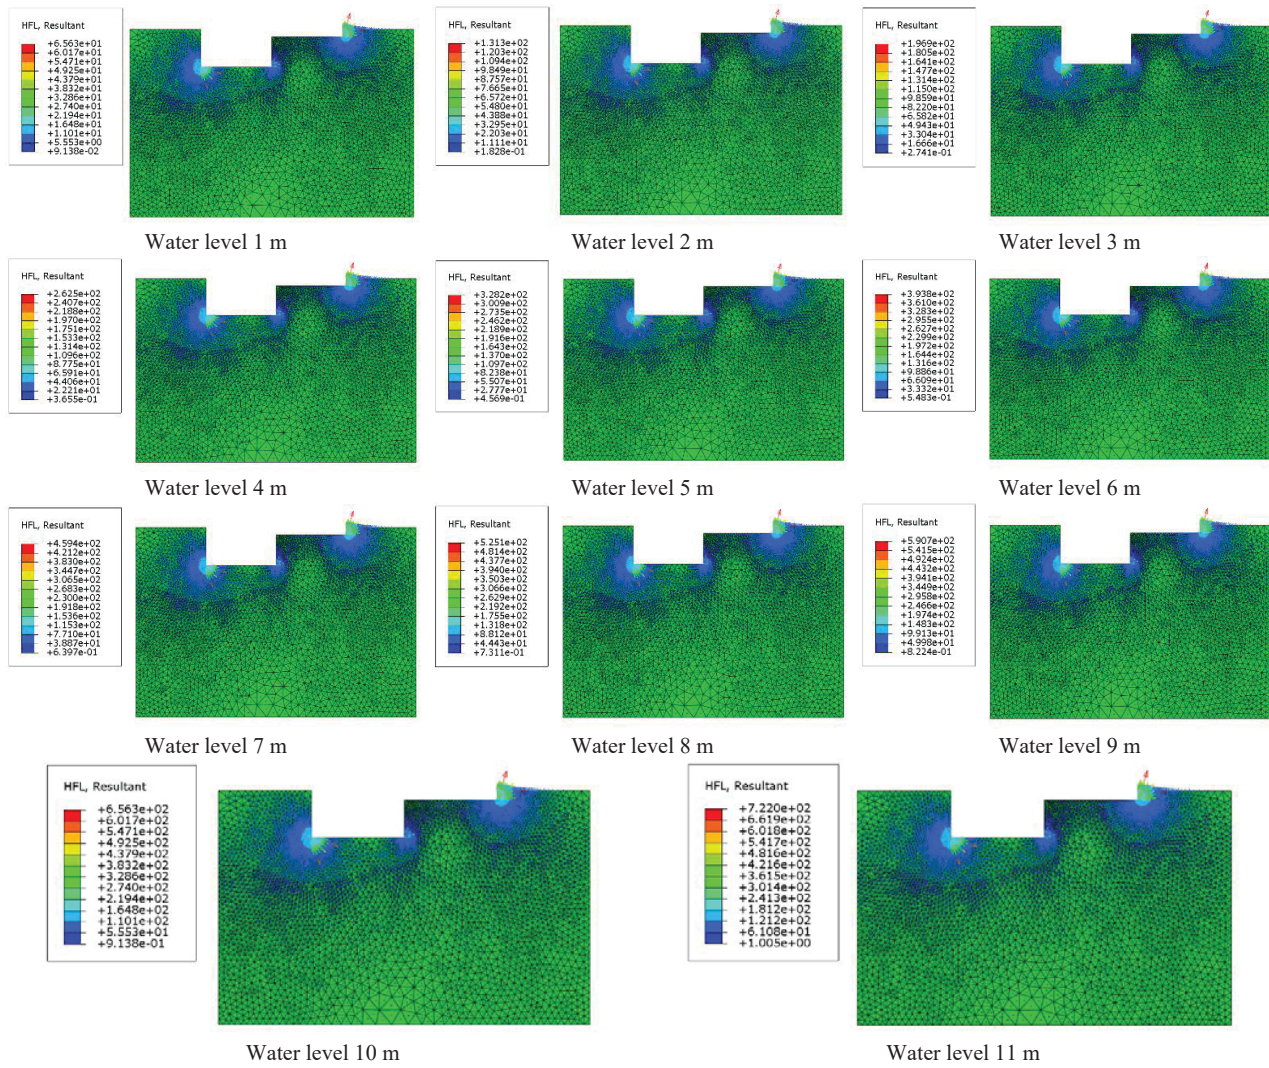 HFL, Resultant
+6.563e+01
+6.017e+01
+5.471e+01
+4.925e+01
+4.379e+01
+3.832e+01
+3.286e+01
+2.740e+01
+2.194e+01
+1.648e+01
+1.101e+01
+5.553e+00
+9.138e-02
Water level 1 m
HFL, Resultant
+1.313e+02
+1.203e+02
+1.094e+02
+9.849e+01
+8.757e+01
+7.665e+01
+6.572e+01
+5.480e+01
+4.388e+01
+3.295e+01
+2.203e+01
+1.111e+01
+1.828e-01
Water level 2 m
HFL, Resultant
+1.969e+02
+1.805e+02
+1.641e+02
+1.477e+02
+1.314e+02
+1.150e+02
+9.859e+01
+8.220e+01
+6.582e+01
+4.943e+01
+3.304e+01
+1.666e+01
+2.741e-01
Water level 3 m
HFL, Resultant
+2.625e+02
+2.407e+02
+2.188e+02
+1.970e+02
+1.751e+02
+1.533e+02
+1.314e+02
+1.096e+02
+8.775e+01
+6.591e+01
+4.406e+01
+2.221e+01
+3.655e-01
Water level 4 m
HFL, Resultant
+3.282e+02
+3.009e+02
+2.735e+02
+2.462e+02
+2.189e+02
+1.916e+02
+1.643e+02
+1.370e+02
+1.097e+02
+8.238e+01
+5.507e+01
+2.777e+01
+4.569e-01
Water level 5 m
HFL, Resultant
+3.938e+02
+3.610e+02
+3.283e+02
+2.955e+02
+2.627e+02
+2.299e+02
+1.972e+02
+1.644e+02
+1.316e+02
+9.886e+01
+6.609e+01
+3.332e+01
+5.483e-01
Water level 6 m
HFL, Resultant
+4.594e+02
+4.212e+02
+3.830e+02
+3.447e+02
+3.065e+02
+2.683e+02
+2.300e+02
+1.918e+02
+1.536e+02
+1.153e+02
+7.710e+01
+3.887e+01
+6.397e-01
Water level 7 m
HFL, Resultant
+5.251e+02
+4.814e+02
+4.377e+02
+3.940e+02
+3.503e+02
+3.066e+02
+2.629e+02
+2.192e+02
+1.755e+02
+1.318e+02
+8.812e+01
+4.443e+01
+7.311e-01
Water level 8 m
HFL, Resultant
+5.907e+02
+5.415e+02
+4.924e+02
+4.432e+02
+3.941e+02
+3.449e+02
+2.958e+02
+2.466e+02
+1.974e+02
+1.483e+02
+9.913e+01
+4.998e+01
+8.224e-01
Water level 9 m
HFL, Resultant
+6.563e+02
+6.017e+02
+5.471e+02
+4.925e+02
+4.379e+02
+3.832e+02
+3.286e+02
+2.740e+02
+2.194e+02
+1.648e+02
+1.101e+02
+5.553e+01
+9.138e-01
Water level 10 m
HFL, Resultant
+7.220e+02
+6.619e+02
+6.018e+02
+5.417e+02
+4.816e+02
+4.216e+02
+3.615e+02
+3.014e+02
+2.413e+02
+1.812e+02
+1.212e+02
+6.108e+01
+1.005e+00
Water level 11 m